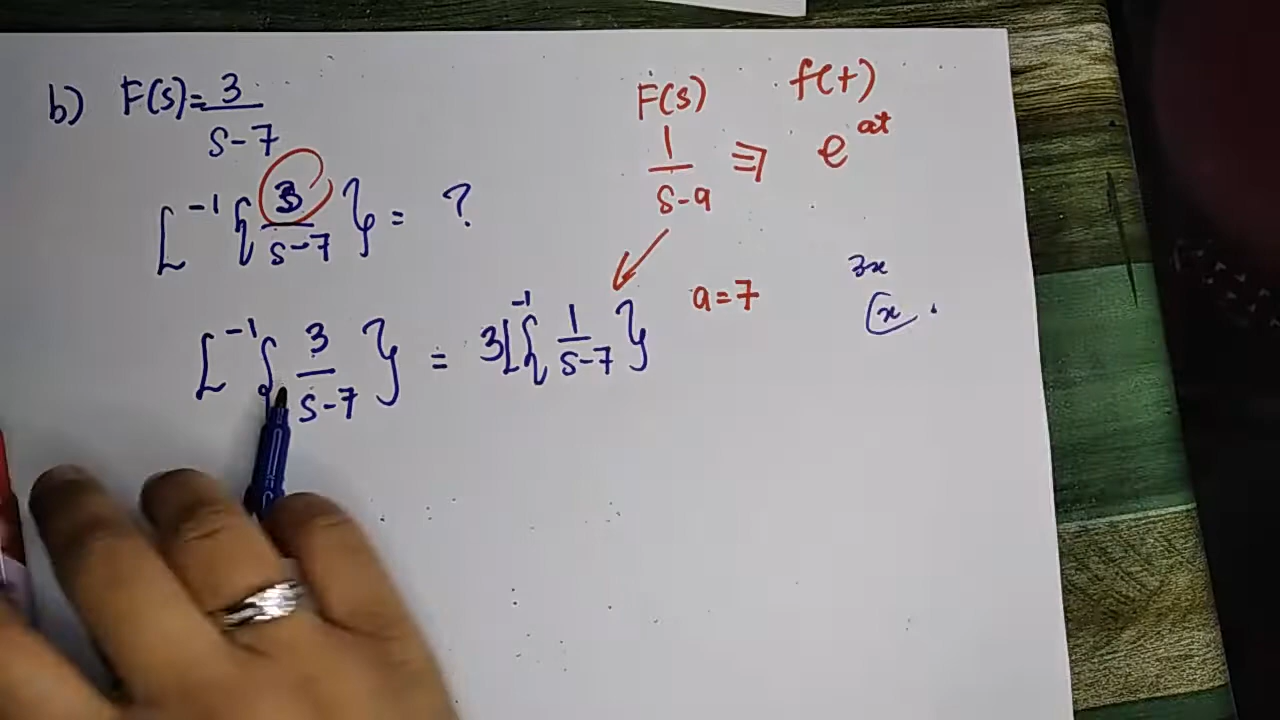 b) F(s)= 3/s-7
L⁻¹{3/s-7} = ?
L⁻¹{3/s-7} = 3L⁻¹{1/s-7}
F(s) f(t)
1/s-a ⇒ e^at
a=7
3x
x .